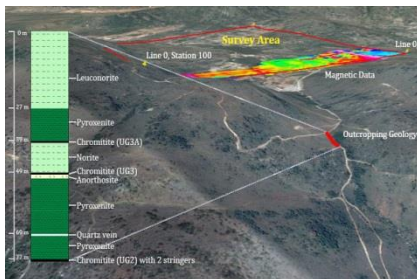 0 m
Survey Area
Line 0
Line 0, Station 100
Magnetic Data
Leuconorite
27 m
Pyroxenite
Outcropping Geology
Chromitite (UG3A)
Norite
Chromitite (UG3)
Anorthosite
Pyroxenite
Quartz vein
Pyroxenite
Chromitite (UG2) with 2 stringers